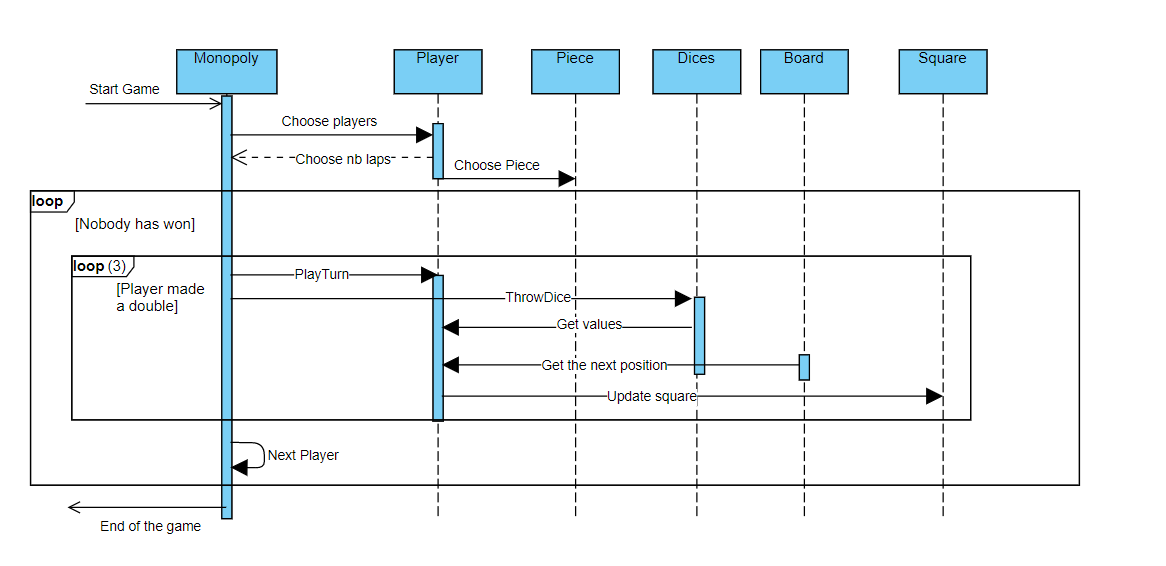 Monopoly
Player
Piece
Dices
Board
Square
Start Game
Choose players
Choose nb laps
Choose Piece
loop
[Nobody has won]
loop (3)
[Player made
a double]
PlayTurn
ThrowDice
Get values
Get the next position
Update square
Next Player
End of the game